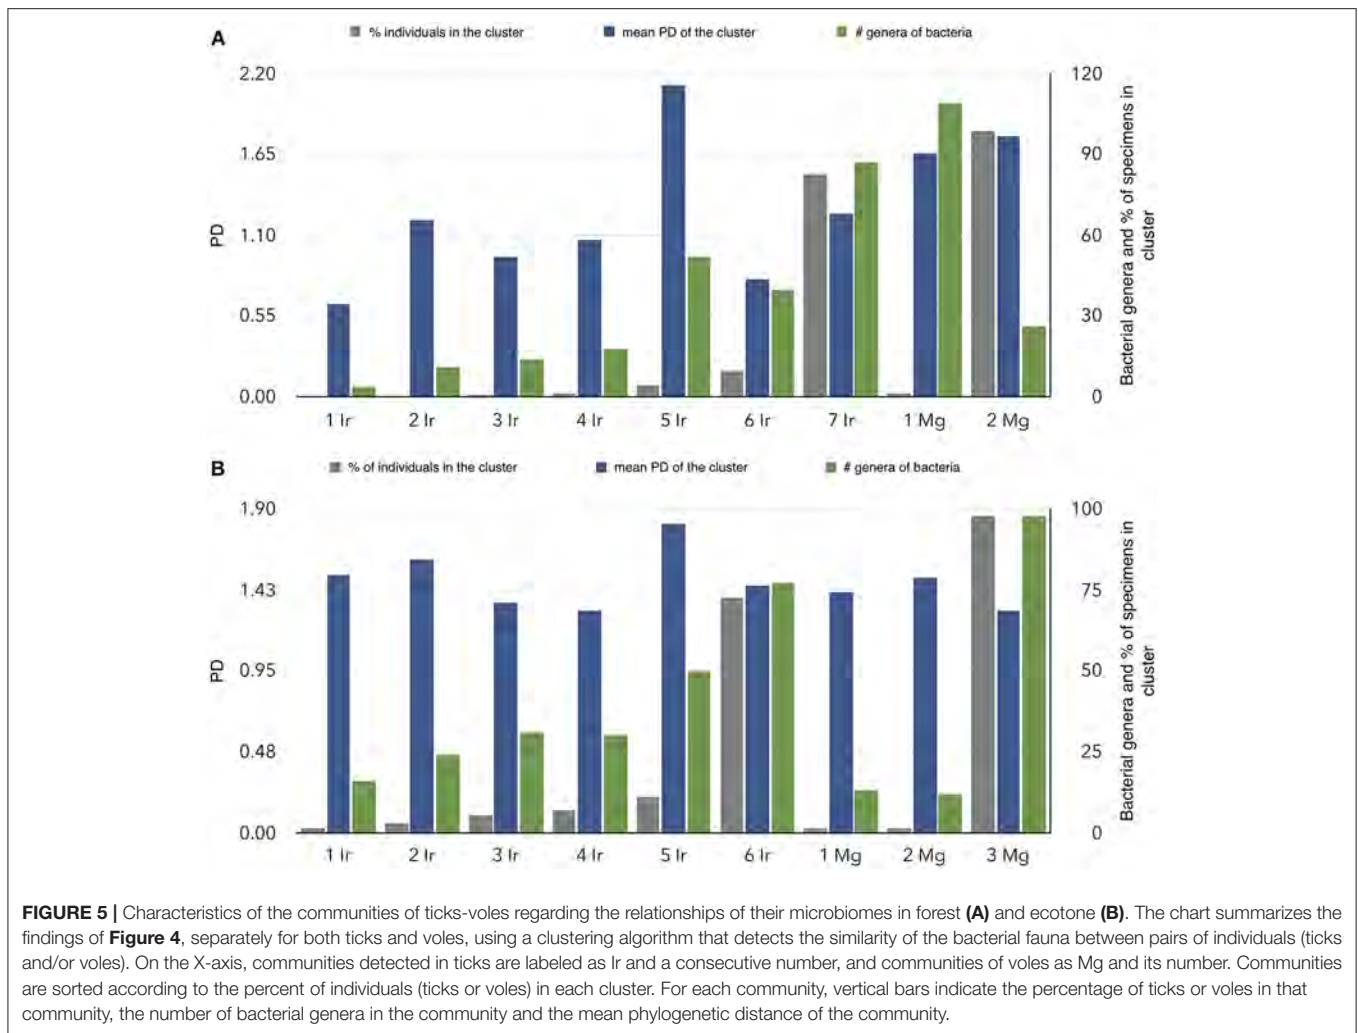 A
% individuals in the cluster mean PD of the cluster # genera of bacteria
2.20 120
1.65 90
1.10 60
0.55 30
0.00 0
PD
Bacterial genera and % of specimens in
cluster
1 Ir 2 Ir 3 Ir 4 Ir 5 Ir 6 Ir 7 Ir 1 Mg 2 Mg
B
% of individuals in the cluster mean PD of the cluster # genera of bacteria
1.90 100
1.43 75
0.95 50
0.48 25
0.00 0
PD
Bacterial genera and % of specimens in
cluster
1 Ir 2 Ir 3 Ir 4 Ir 5 Ir 6 Ir 1 Mg 2 Mg 3 Mg
FIGURE 5 | Characteristics of the communities of ticks-voles regarding the relationships of their microbiomes in forest (A) and ecotone (B). The chart summarizes the
findings of Figure 4, separately for both ticks and voles, using a clustering algorithm that detects the similarity of the bacterial fauna between pairs of individuals (ticks
and/or voles). On the X-axis, communities detected in ticks are labeled as Ir and a consecutive number, and communities of voles as Mg and its number. Communities
are sorted according to the percent of individuals (ticks or voles) in each cluster. For each community, vertical bars indicate the percentage of ticks or voles in that
community, the number of bacterial genera in the community and the mean phylogenetic distance of the community.